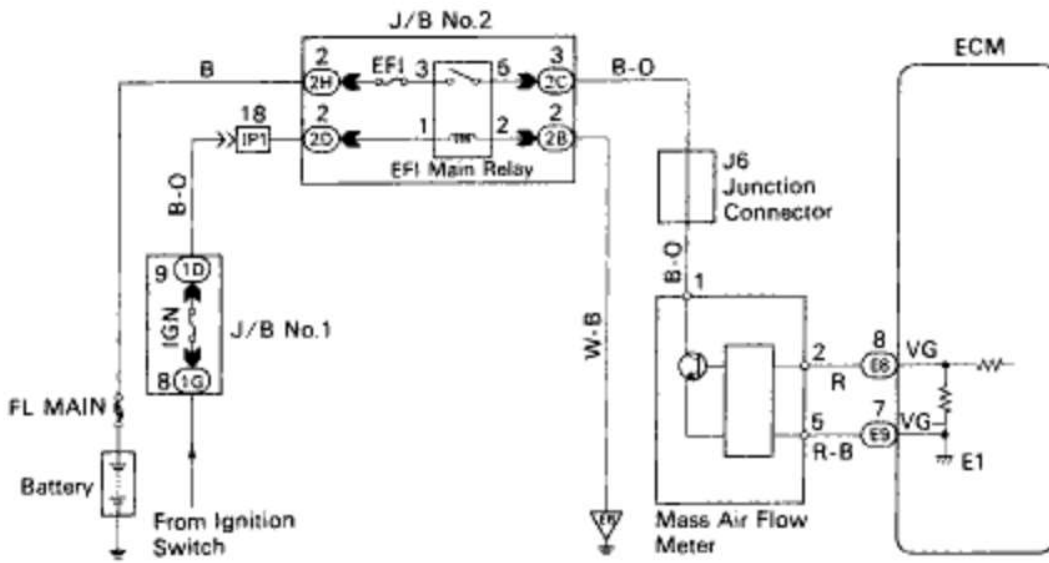 J/B No.2
ECM
B
2
2H
EFI
3
5
3
2C
B-O
18
IP1
2
2D
1
2
2
2B
EFI Main Relay
J6
Junction
Connector
B-O
B-O
1
9
1D
IGN
J/B No.1
8
1G
W-B
2
R
8
E8
VG
FL MAIN
5
R-B
7
E9
VG-
E1
Battery
From Ignition
Switch
Mass Air Flow
Meter